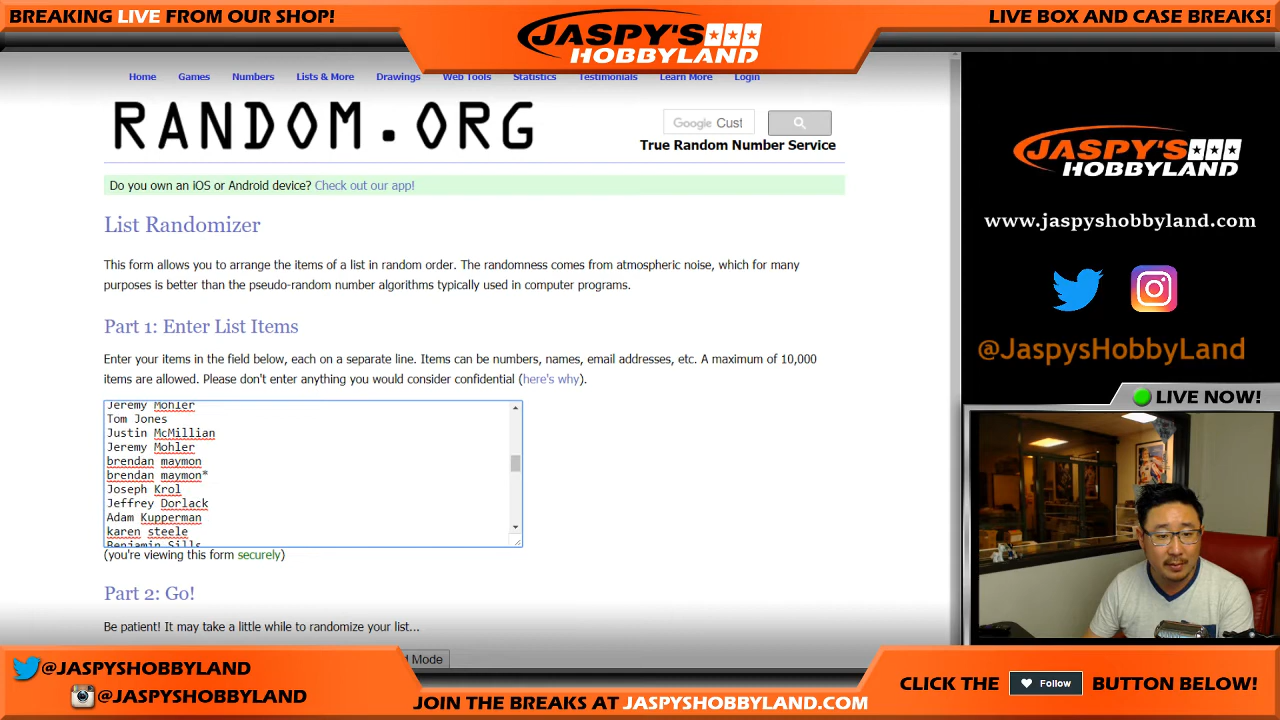 BREAKING LIVE FROM OUR SHOP!
JASPY'S
HOBBYLAND
LIVE BOX AND CASE BREAKS!
Home Games Numbers Lists & More Drawings Web Tools Statistics Testimonials Learn More Login
RANDOM.ORG
Google Cust
True Random Number Service
Do you own an iOS or Android device? Check out our app!
List Randomizer
This form allows you to arrange the items of a list in random order. The randomness comes from atmospheric noise, which for many
purposes is better than the pseudo-random number algorithms typically used in computer programs.
Part 1: Enter List Items
Enter your items in the field below, each on a separate line. Items can be numbers, names, email addresses, etc. A maximum of 10,000
items are allowed. Please don't enter anything you would consider confidential (here's why).
Jeremy Mohler
Tom Jones
Justin McMillian
Jeremy Mohler
brendan maymon
brendan maymon*
Joseph Krol
Jeffrey Dorlack
Adam Kupperman
karen steele
Benjamin Sills
(you're viewing this form securely)
Part 2: Go!
Be patient! It may take a little while to randomize your list...
d Mode
JASPY'S
HOBBYLAND
www.jaspyshobbyland.com
@JaspysHobbyLand
LIVE NOW!
@JASPYSHOBBYLAND
@JASPYSHOBBYLAND
JOIN THE BREAKS AT JASPYSHOBBYLAND.COM
CLICK THE Follow BUTTON BELOW!